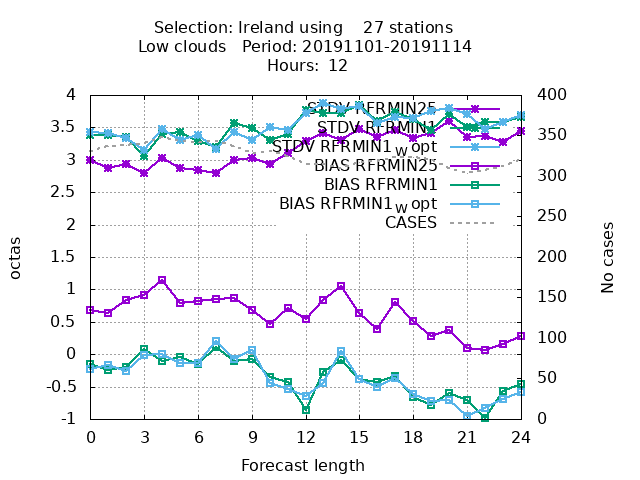 Selection: Ireland using 27 stations
Low clouds Period: 20191101-20191114
Hours: 12
STDV RFRMIN25
STDV RFRMIN1
STDV RFRMIN1w opt
BIAS RFRMIN25
BIAS RFRMIN1
BIAS RFRMIN1w opt
CASES
4
3.5
3
2.5
2
1.5
1
0.5
0
-0.5
-1
octas
400
350
300
250
200
150
100
50
0
No cases
0 3 6 9 12 15 18 21 24
Forecast length